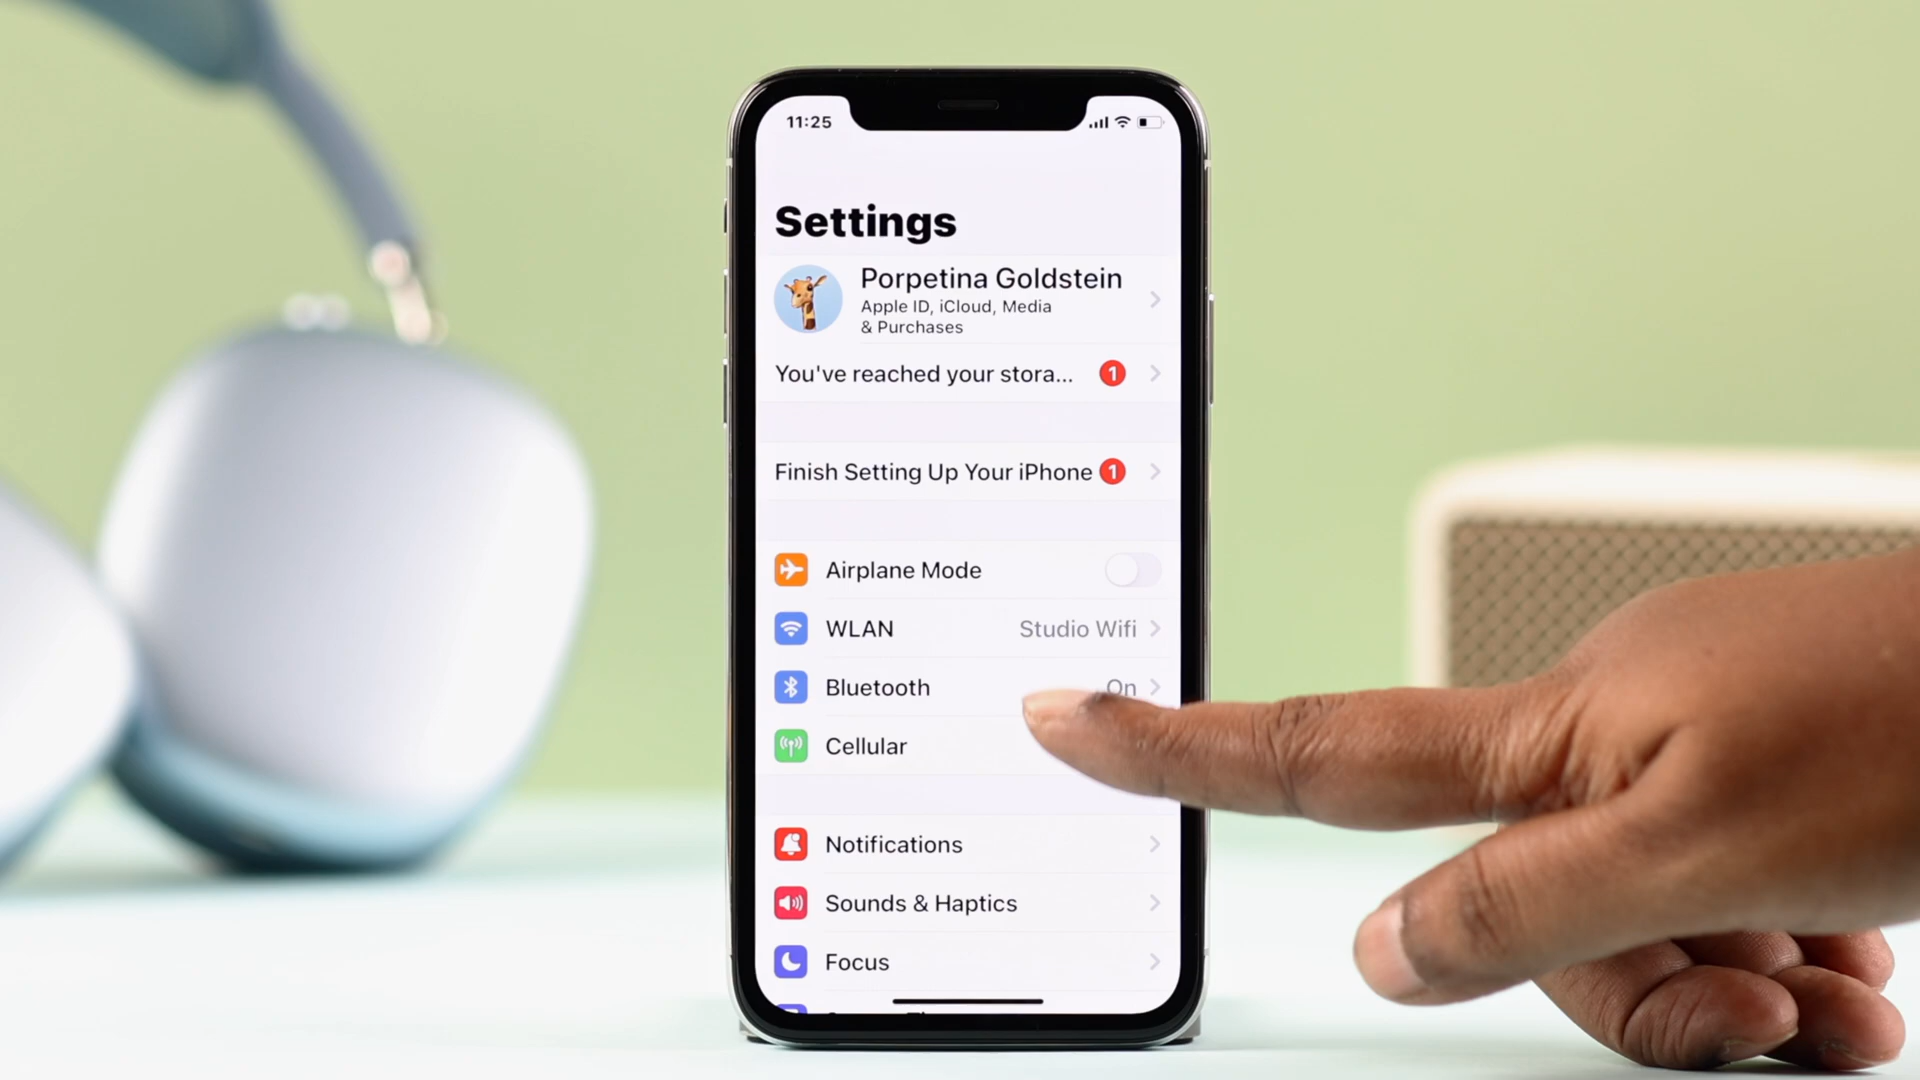 11:25
Settings
Porpetina Goldstein
Apple ID, iCloud, Media
& Purchases
You've reached your stora... 1
Finish Setting Up Your iPhone 1
Airplane Mode
WLAN Studio Wifi
Bluetooth On
Cellular
Notifications
Sounds & Haptics
Focus